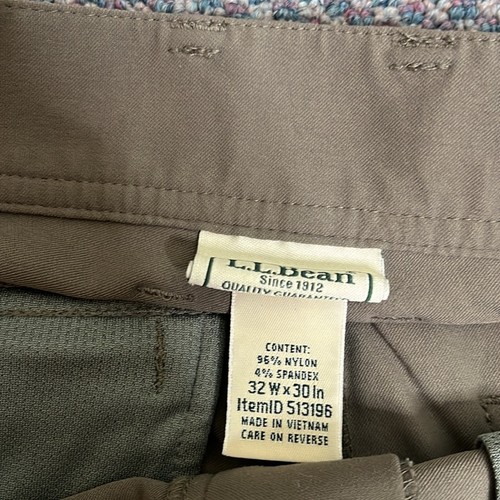 L.L.Bean
Since 1912
QUALITY GUARANTEED
CONTENT:
96% NYLON
4% SPANDEX
32 W x 30 In
ItemID 513196
MADE IN VIETNAM
CARE ON REVERSE